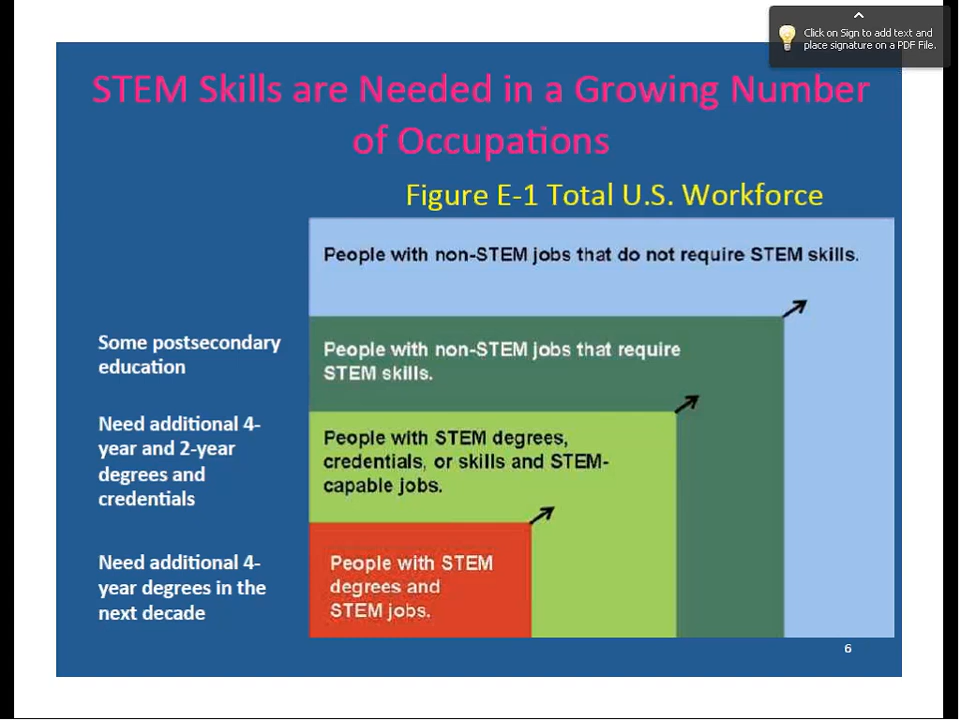 Click on Sign to add text and
place signature on a PDF File.
STEM Skills are Needed in a Growing Number
of Occupations
Figure E-1 Total U.S. Workforce
People with non-STEM jobs that do not require STEM skills.
Some postsecondary
education
People with non-STEM jobs that require
STEM skills.
Need additional 4-
year and 2-year
degrees and
credentials
People with STEM degrees,
credentials, or skills and STEM-
capable jobs.
Need additional 4-
year degrees in the
next decade
People with STEM
degrees and
STEM jobs.
6